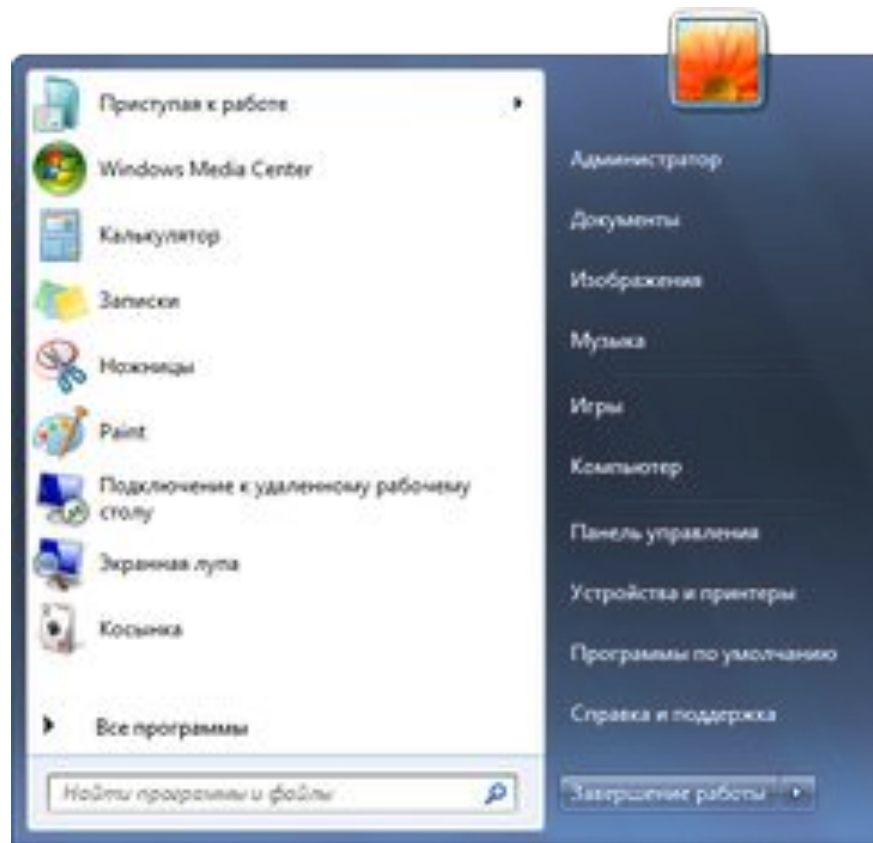 Приступая к работе
Windows Media Center
Калькулятор
Записки
Ножницы
Paint
Подключение к удаленному рабочему
столу
Экранная лупа
Косынка
Все программы
Найти программы и файлы
Администратор
Документы
Изображения
Музыка
Игры
Компьютер
Панель управления
Устройства и принтеры
Программы по умолчанию
Справка и поддержка
Завершение работы